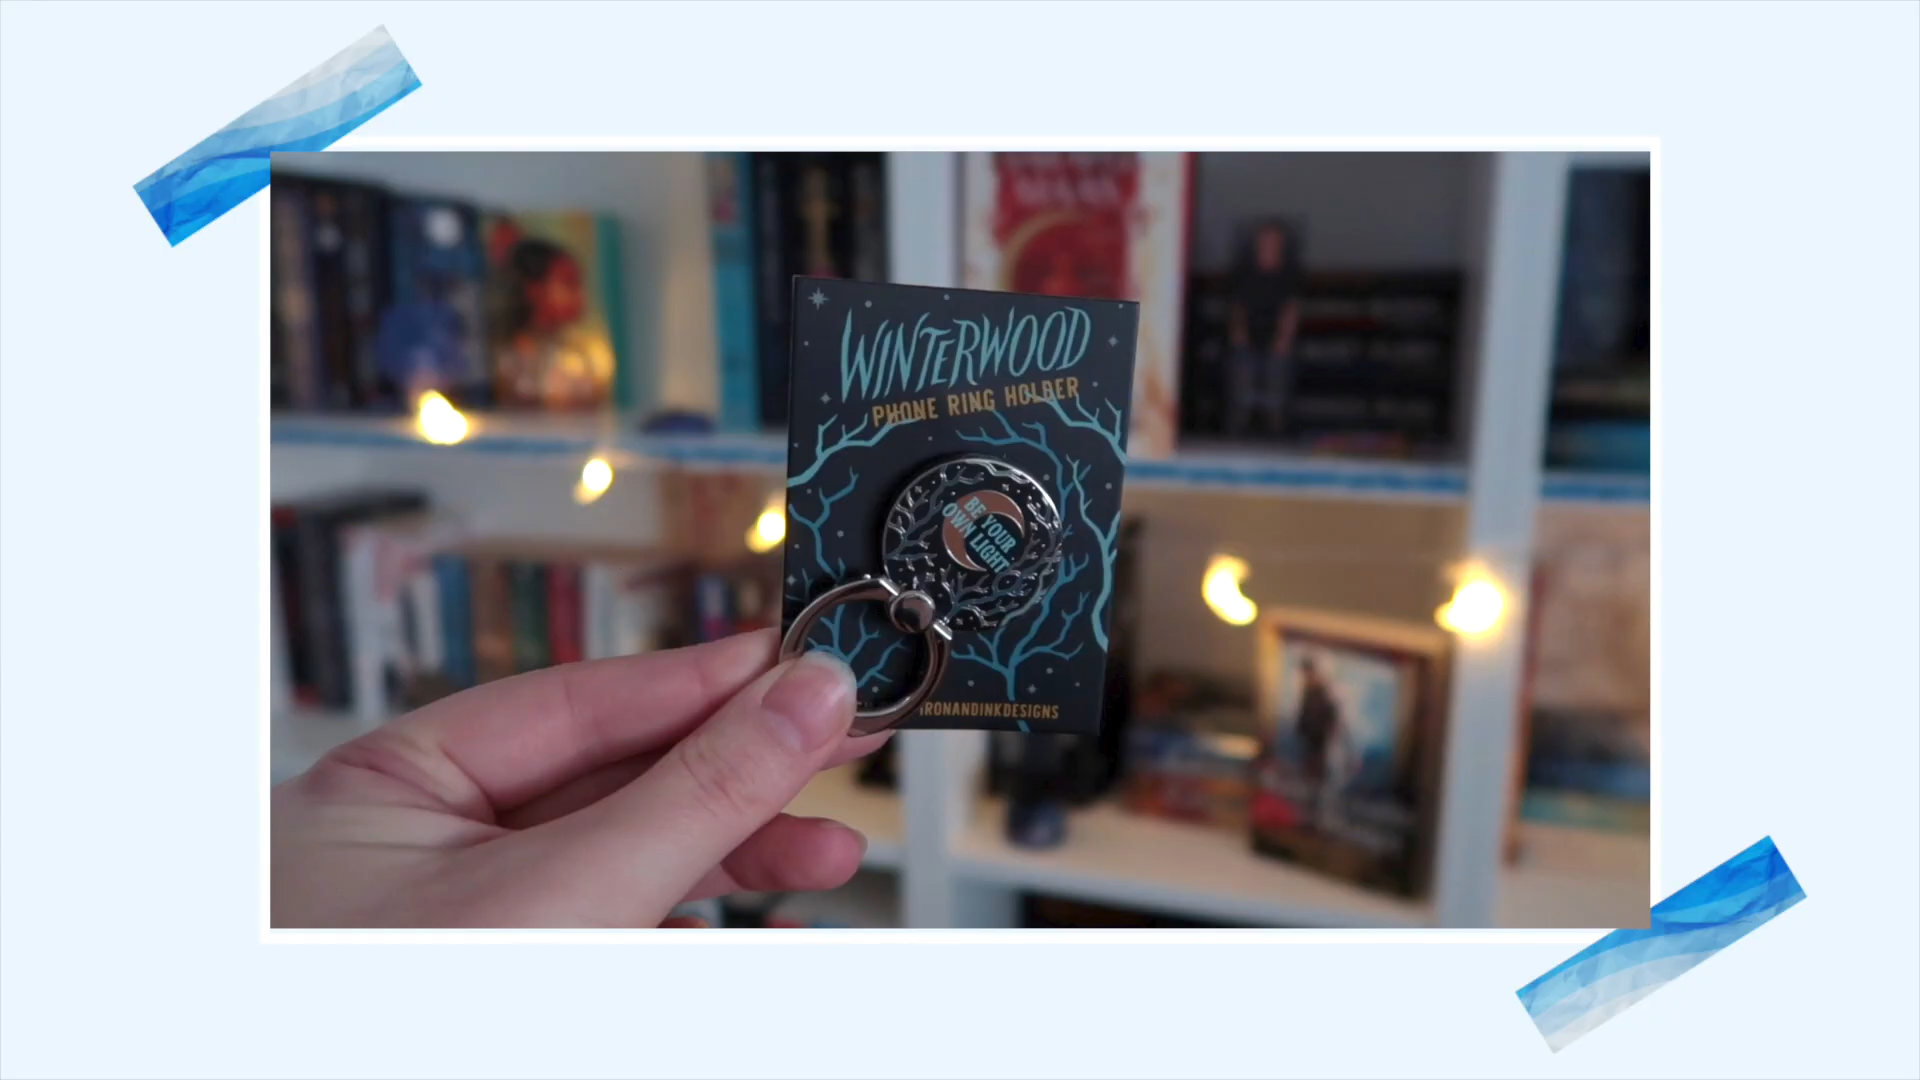 WINTERWOOD
PHONE RING HOLDER
BE YOUR
OWN LIGHT
IRONANDINKDESIGNS